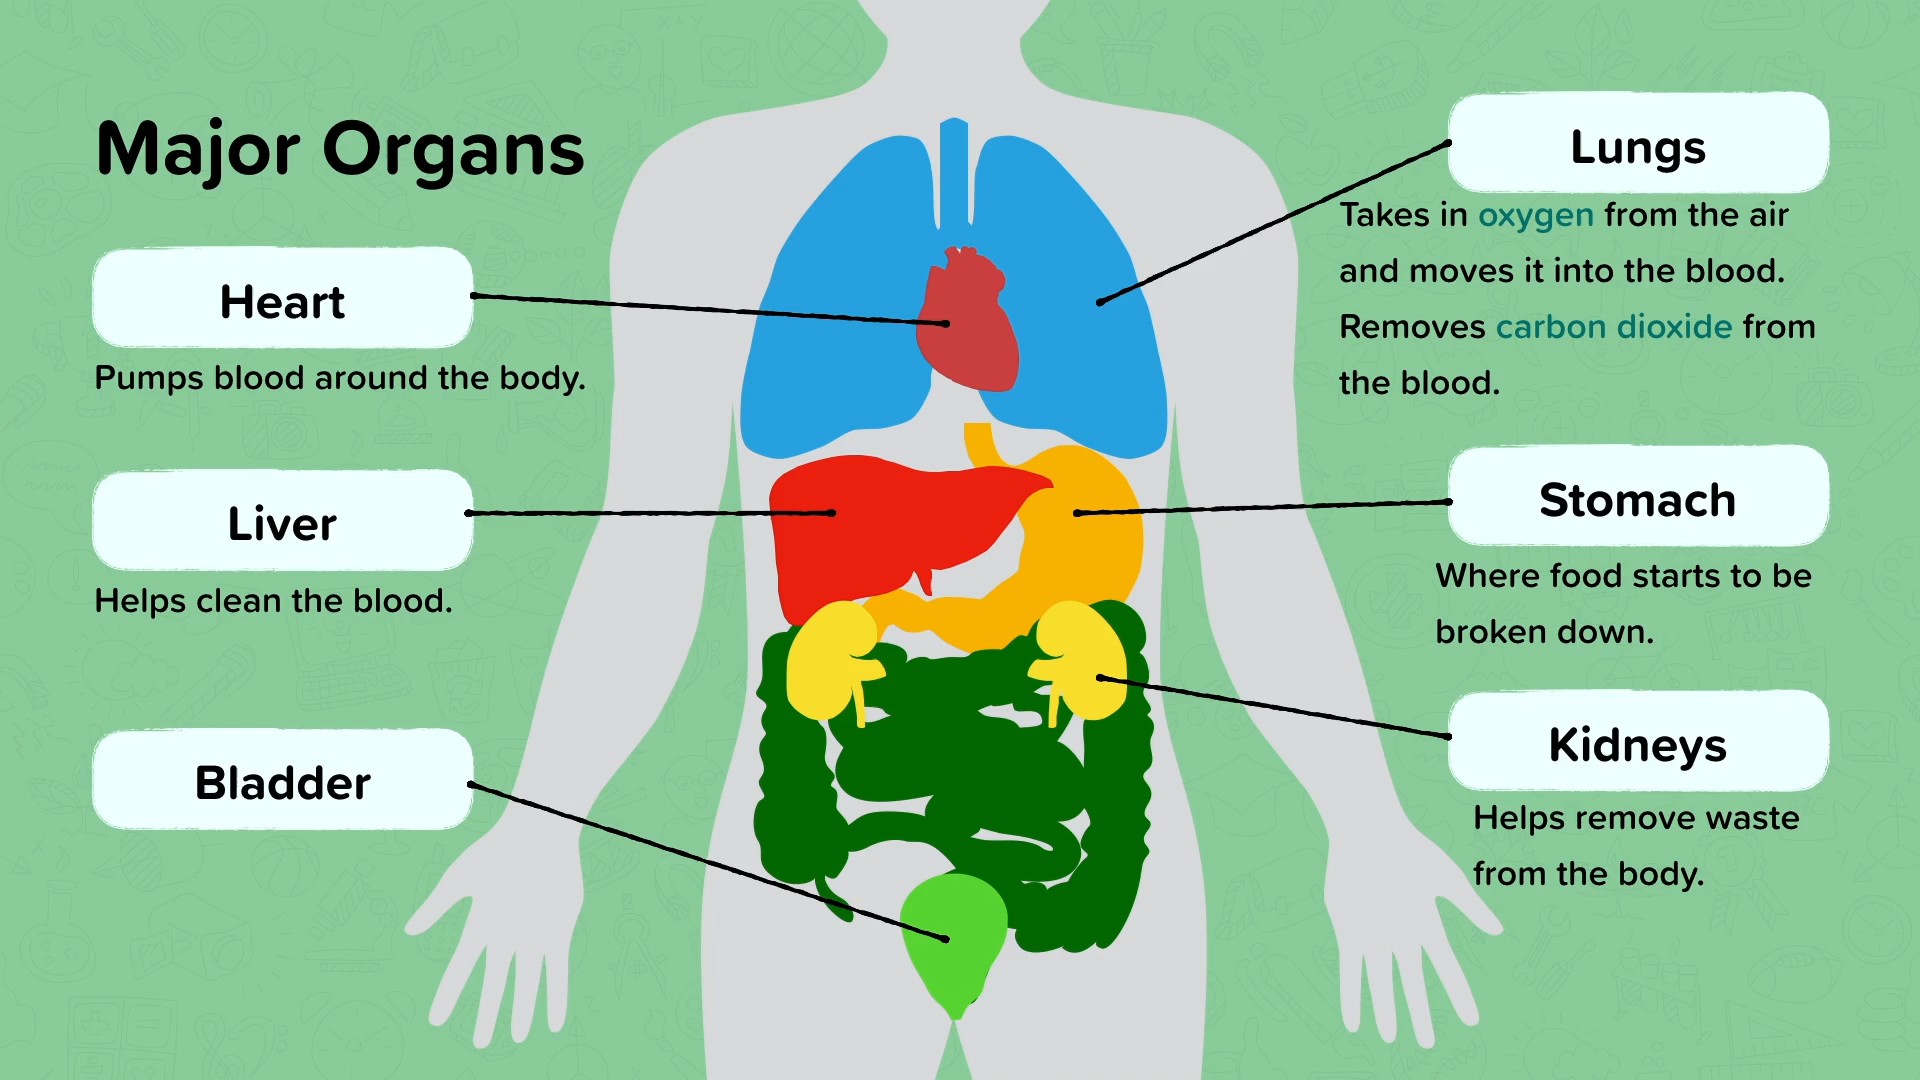 Major Organs
Heart
Pumps blood around the body.
Liver
Helps clean the blood.
Bladder
Lungs
Takes in oxygen from the air
and moves it into the blood.
Removes carbon dioxide from
the blood.
Stomach
Where food starts to be
broken down.
Kidneys
Helps remove waste
from the body.